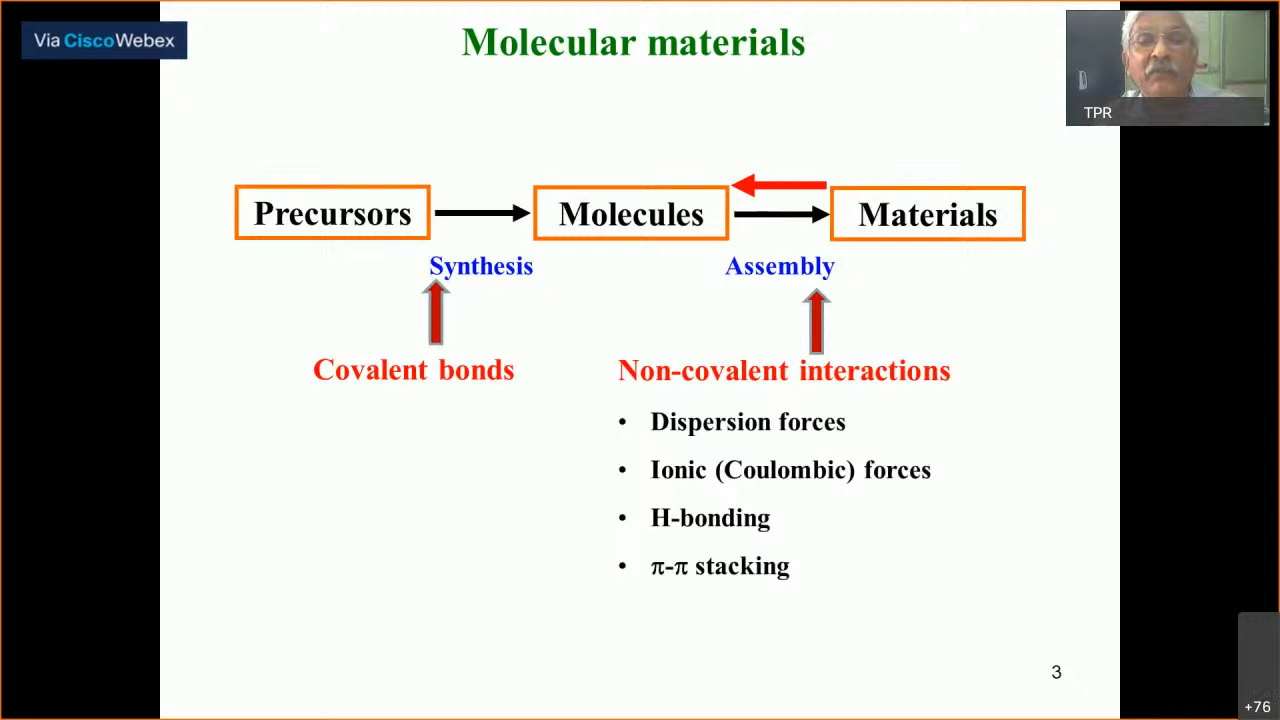 Via Cisco Webex
Molecular materials
TPR
Precursors
Molecules
Materials
Synthesis
Assembly
Covalent bonds
Non-covalent interactions
• Dispersion forces
• Ionic (Coulombic) forces
• H-bonding
• π-π stacking
3
+76